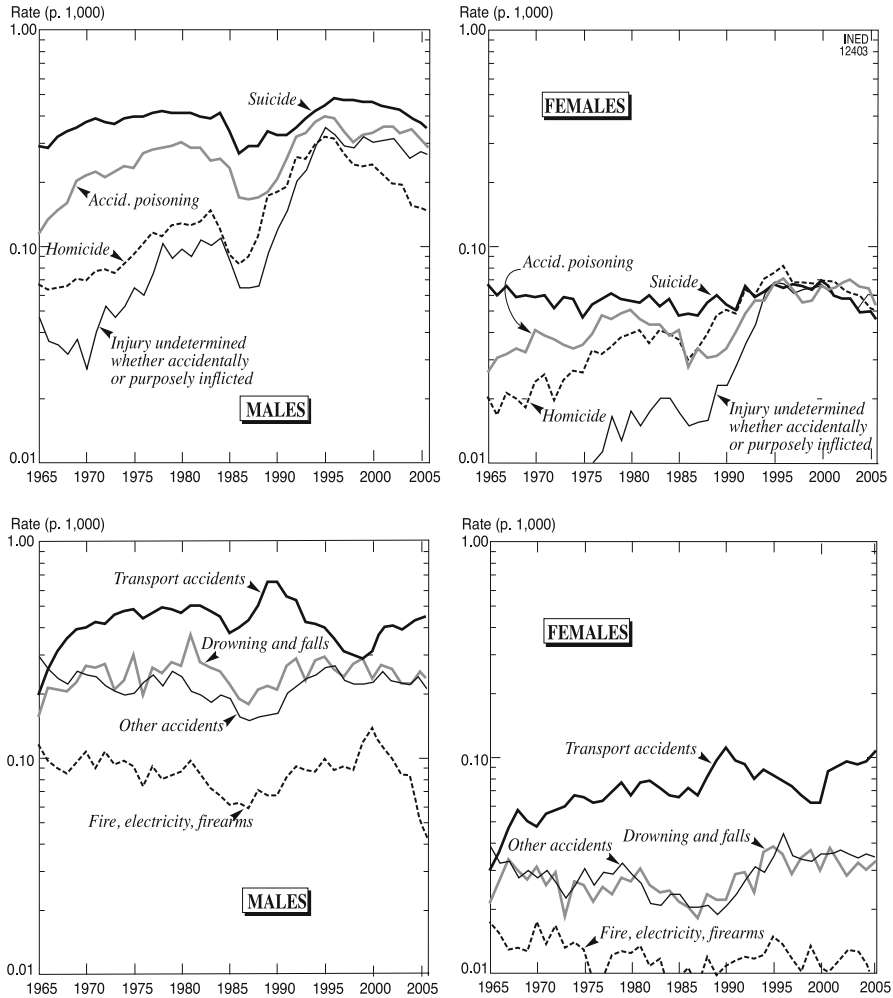 Rate (p. 1,000)
1.00
0.10
0.01
Suicide
Accid. poisoning
Homicide
Injury undetermined
whether accidentally
or purposely inflicted
MALES
1965 1970 1975 1980 1985 1990 1995 2000 2005
Rate (p. 1,000)
1.00
0.10
0.01
INED
12403
FEMALES
Accid. poisoning
Suicide
Homicide
Injury undetermined
whether accidentally
or purposely inflicted
1965 1970 1975 1980 1985 1990 1995 2000 2005
Rate (p. 1,000)
1.00
0.10
0.01
Transport accidents
Drowning and falls
Other accidents
Fire, electricity, firearms
MALES
1965 1970 1975 1980 1985 1990 1995 2000 2005
Rate (p. 1,000)
1.00
0.10
0.01
FEMALES
Transport accidents
Drowning and falls
Other accidents
Fire, electricity, firearms
1965 1970 1975 1980 1985 1990 1995 2000 2005